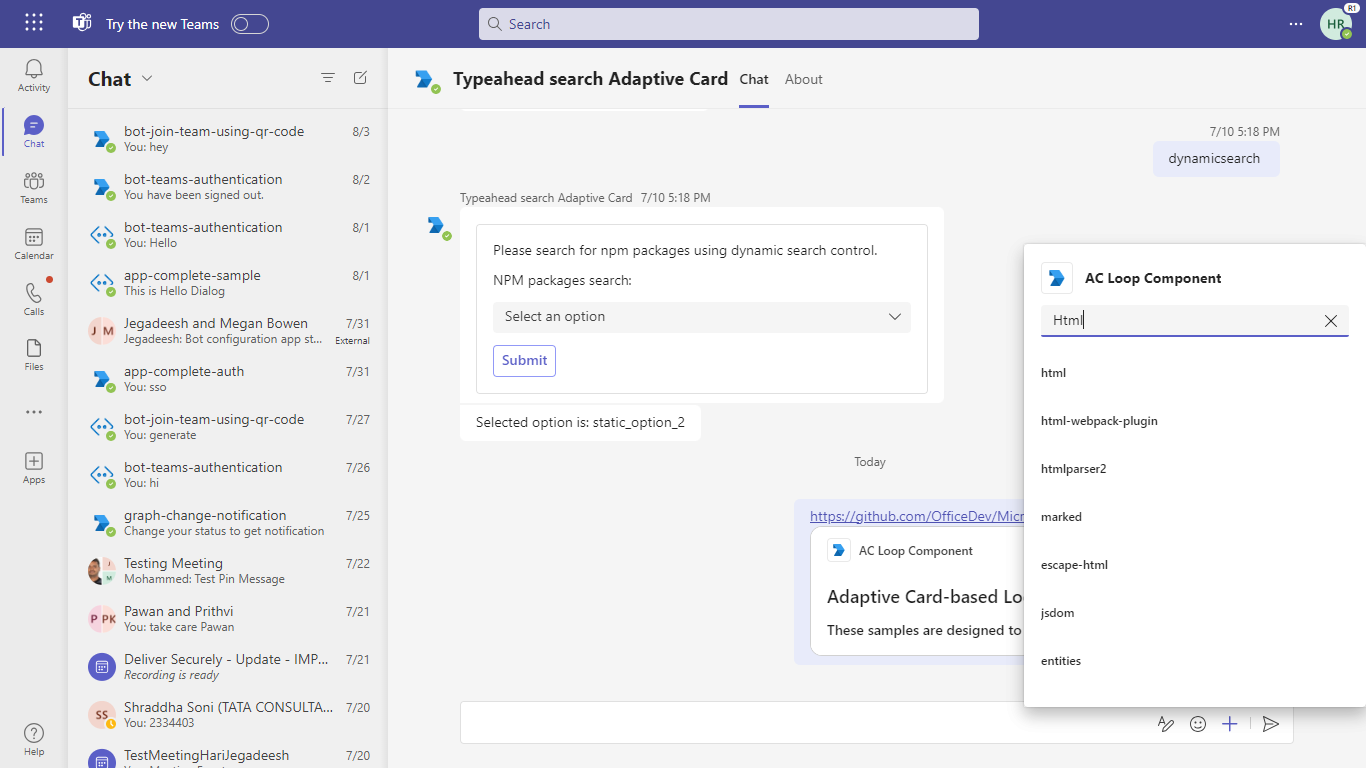 Try the new Teams
Search
HR
R1
Activity
Chat
Teams
Calendar
Calls
Files
Apps
Help
Chat
bot-join-team-using-qr-code 8/3
You: hey
bot-teams-authentication 8/2
You have been signed out.
bot-teams-authentication 8/1
You: Hello
app-complete-sample 8/1
This is Hello Dialog
J M
Jegadeesh and Megan Bowen 7/31
Jegadeesh: Bot configuration app st... External
app-complete-auth 7/31
You: sso
bot-join-team-using-qr-code 7/27
You: generate
bot-teams-authentication 7/26
You: hi
graph-change-notification 7/25
Change your status to get notification
J
M
Testing Meeting 7/22
Mohammed: Test Pin Message
P PK
Pawan and Prithvi 7/21
You: take care Pawan
Deliver Securely - Update - IMP... 7/21
Recording is ready
SS
Shraddha Soni (TATA CONSULTA... 7/20
You: 2334403
TestMeetingHariJegadeesh 7/20
Typeahead search Adaptive Card Chat About
7/10 5:18 PM
dynamicsearch
Typeahead search Adaptive Card 7/10 5:18 PM
Please search for npm packages using dynamic search control.
NPM packages search:
Select an option
Submit
Selected option is: static_option_2
Today
https://github.com/OfficeDev/Micr
AC Loop Component
Adaptive Card-based Lo
These samples are designed to
AC Loop Component
Html
html
html-webpack-plugin
htmlparser2
marked
escape-html
jsdom
entities